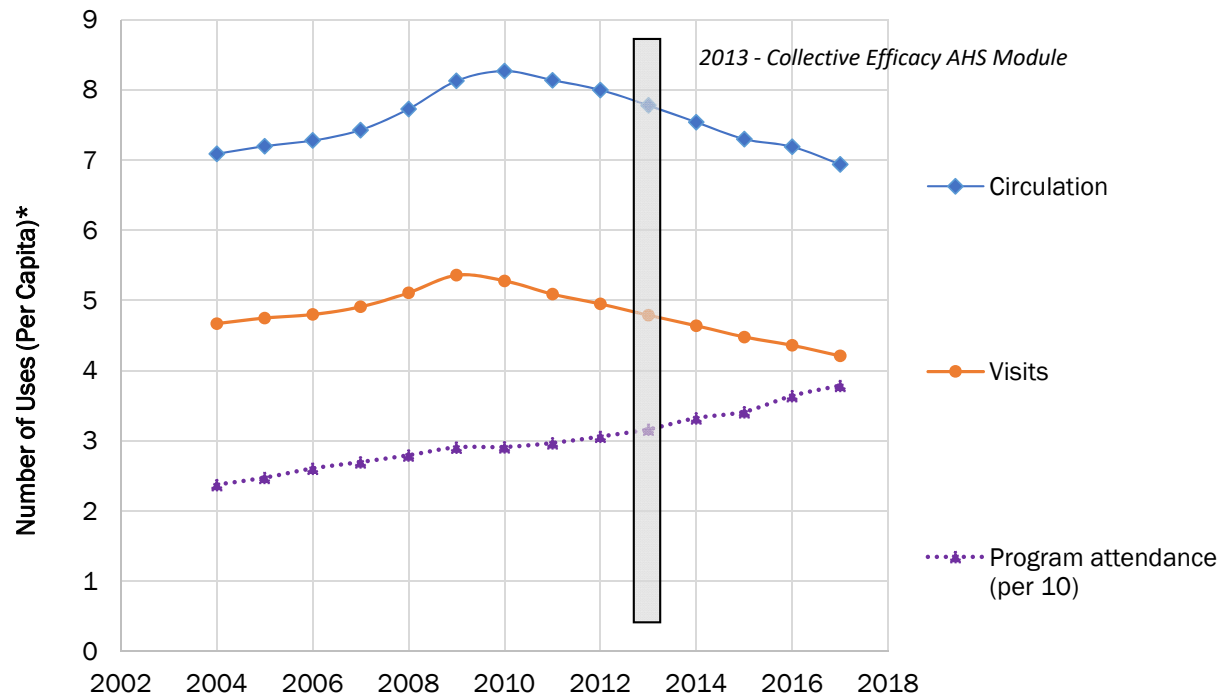 2013 - Collective Efficacy AHS Module
Number of Uses (Per Capita)*
9
8
7
6
5
4
3
2
1
0
2002 2004 2006 2008 2010 2012 2014 2016 2018
Circulation
Visits
Program attendance
(per 10)